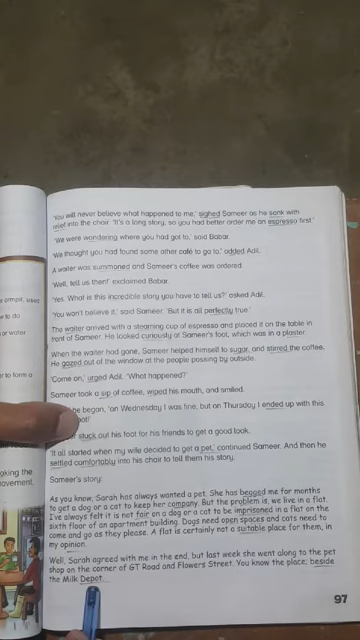 'You will never believe what happened to me,' sighed Sameer as he sank with
relief into the chair. 'It's a long story, so you had better order me an espresso first.'
'We were wondering where you had got to,' said Babar.
'We thought you had found some other café to go to,' added Adil.
A waiter was summoned and Sameer's coffee was ordered.
'Well, tell us then!' exclaimed Babar.
'Yes. What is this incredible story you have to tell us?' asked Adil.
'You won't believe it,' said Sameer. 'But it is all perfectly true.'
The waiter arrived with a steaming cup of espresso and placed it on the table in
front of Sameer. He looked curiously at Sameer's foot, which was in a plaster.
When the waiter had gone, Sameer helped himself to sugar, and stirred the coffee.
He gazed out of the window at the people passing by outside.
'Come on,' urged Adil. 'What happened?'
Sameer took a sip of coffee, wiped his mouth, and smiled.
he began, 'on Wednesday I was fine, but on Thursday I ended up with this
stuck out his foot for his friends to get a good look.
'It all started when my wife decided to get a pet,' continued Sameer. And then he
settled comfortably into his chair to tell them his story.
Sameer's story:
As you know, Sarah has always wanted a pet. She has begged me for months
to get a dog or a cat to keep her company. But the problem is, we live in a flat.
I've always felt it is not fair on a dog or a cat to be imprisoned in a flat on the
sixth floor of an apartment building. Dogs need open spaces and cats need to
come and go as they please. A flat is certainly not a suitable place for them, in
my opinion.
Well, Sarah agreed with me in the end, but last week she went along to the pet
shop on the corner of GT Road and Flowers Street. You know the place; beside
the Milk Depot.
97
used
to do
or water
to form a
oking the
ovement.